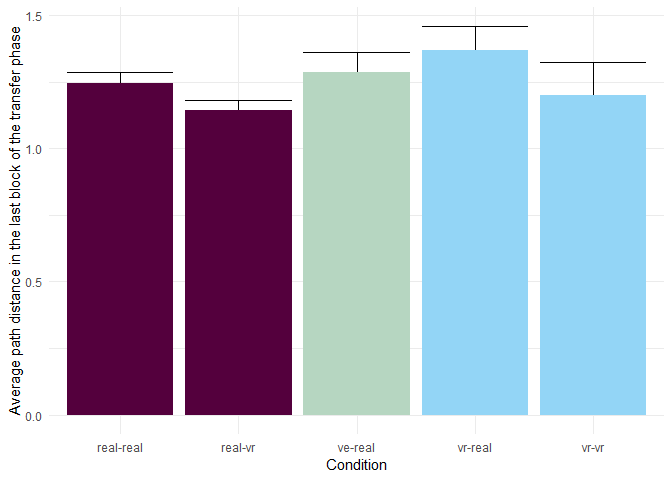 Average path distance in the last block of the transfer phase
1.5
1.0
0.5
0.0
real-real real-vr ve-real vr-real vr-vr
Condition